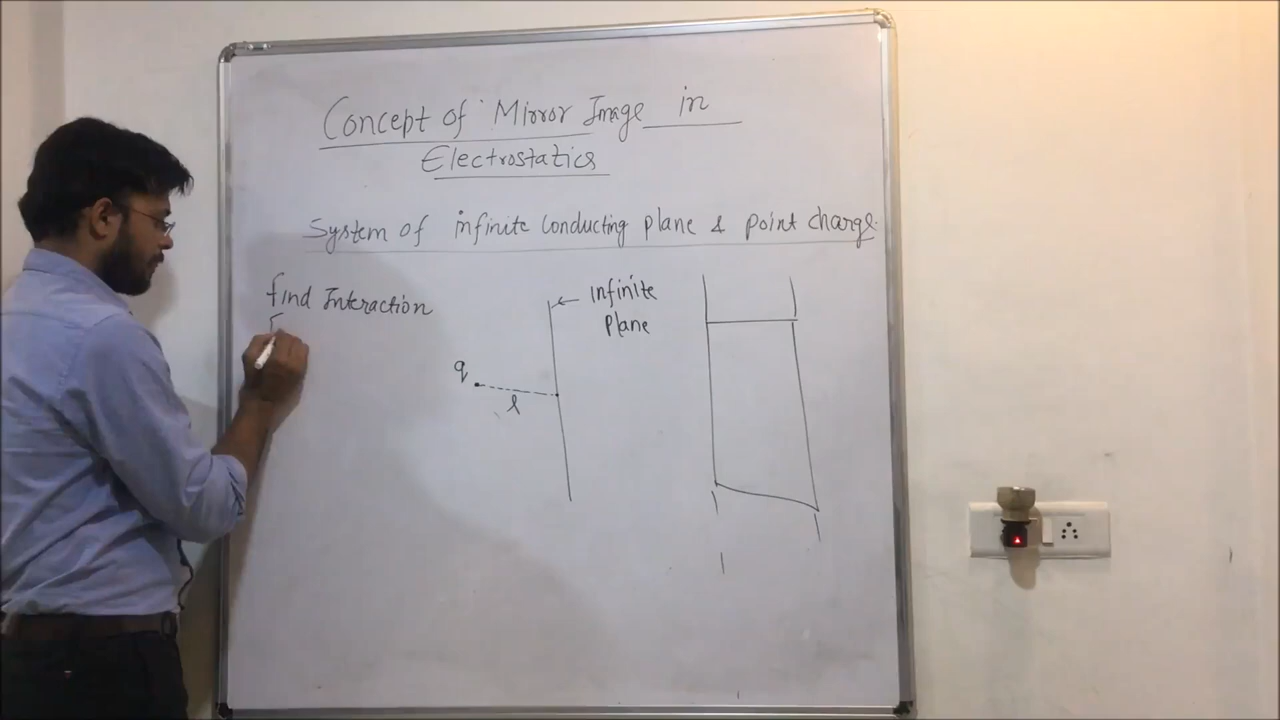 Concept of Mirror Image in
Electrostatics
System of infinite conducting plane & point charge.
find Interaction
infinite
plane
q
l